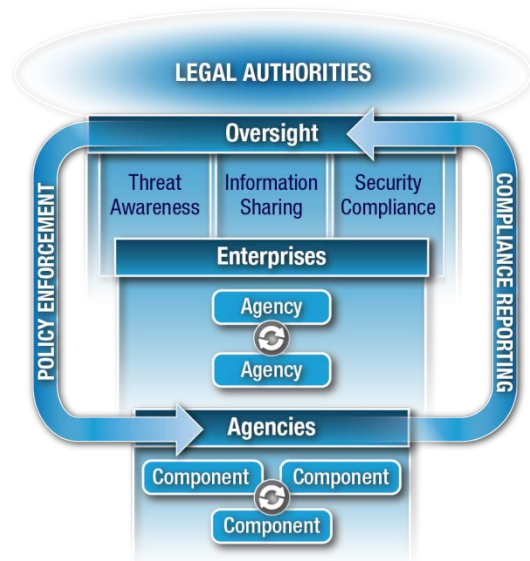 LEGAL AUTHORITIES
Oversight
POLICY ENFORCEMENT
COMPLIANCE REPORTING
Threat
Awareness
Information
Sharing
Security
Compliance
Enterprises
Agency
Agency
Agencies
Component
Component
Component